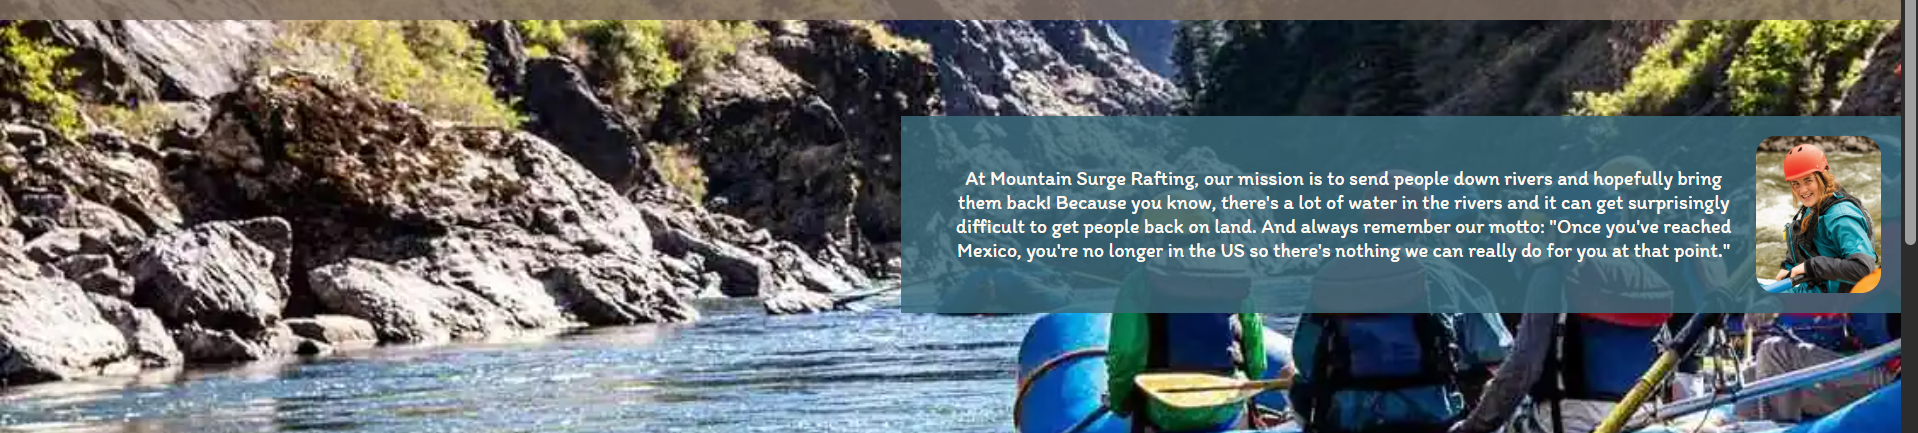 At Mountain Surge Rafting, our mission is to send people down rivers and hopefully bring
them back! Because you know, there's a lot of water in the rivers and it can get surprisingly
difficult to get people back on land. And always remember our motto: "Once you've reached
Mexico, you're no longer in the US so there's nothing we can really do for you at that point."